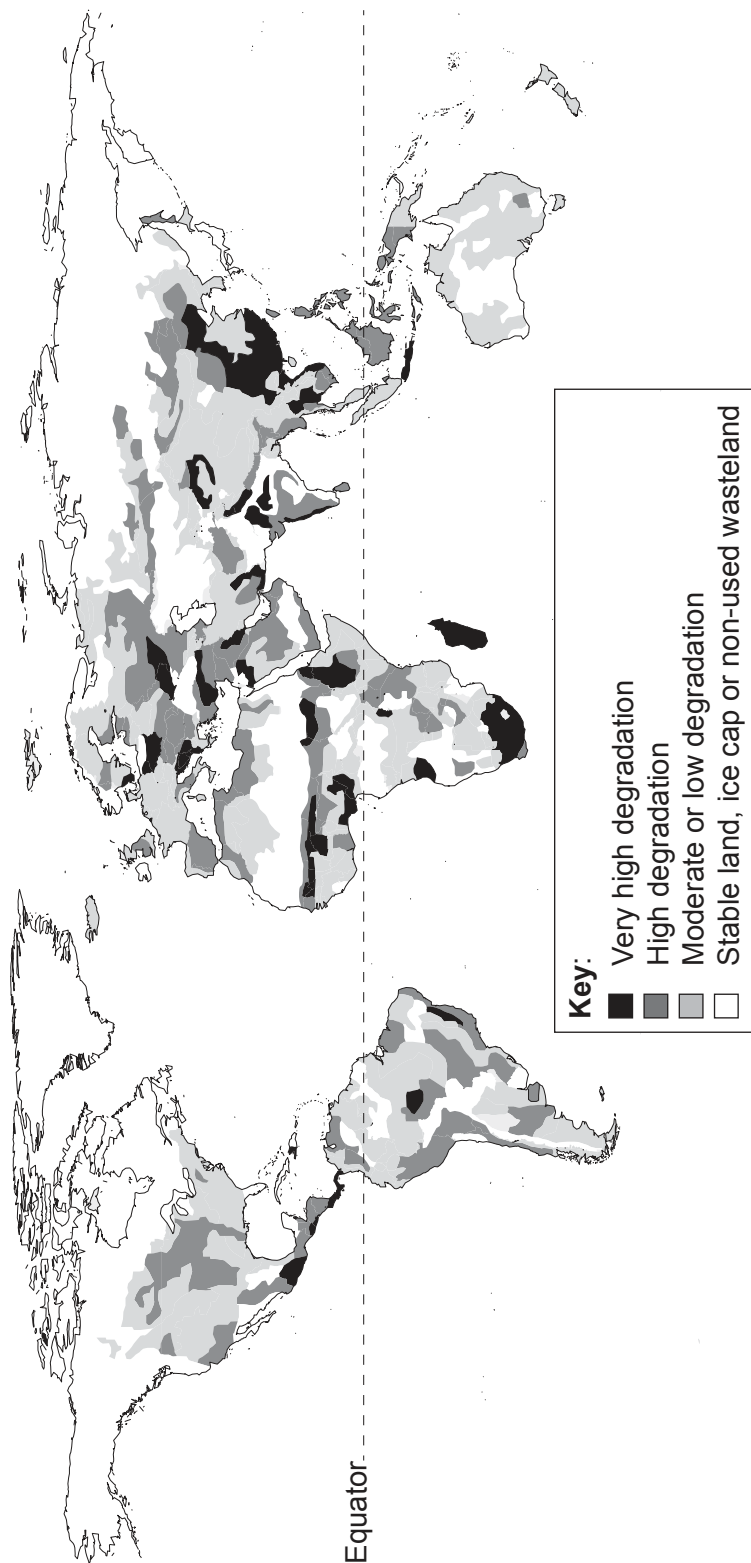 Equator
Key:
Very high degradation
High degradation
Moderate or low degradation
Stable land, ice cap or non-used wasteland